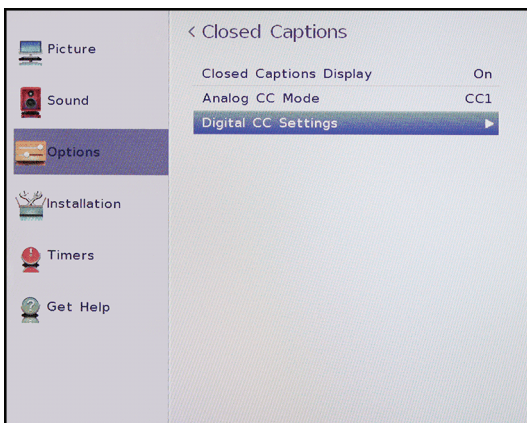 Picture
Sound
Options
Installation
Timers
Get Help
< Closed Captions
Closed Captions Display On
Analog CC Mode CC1
Digital CC Settings